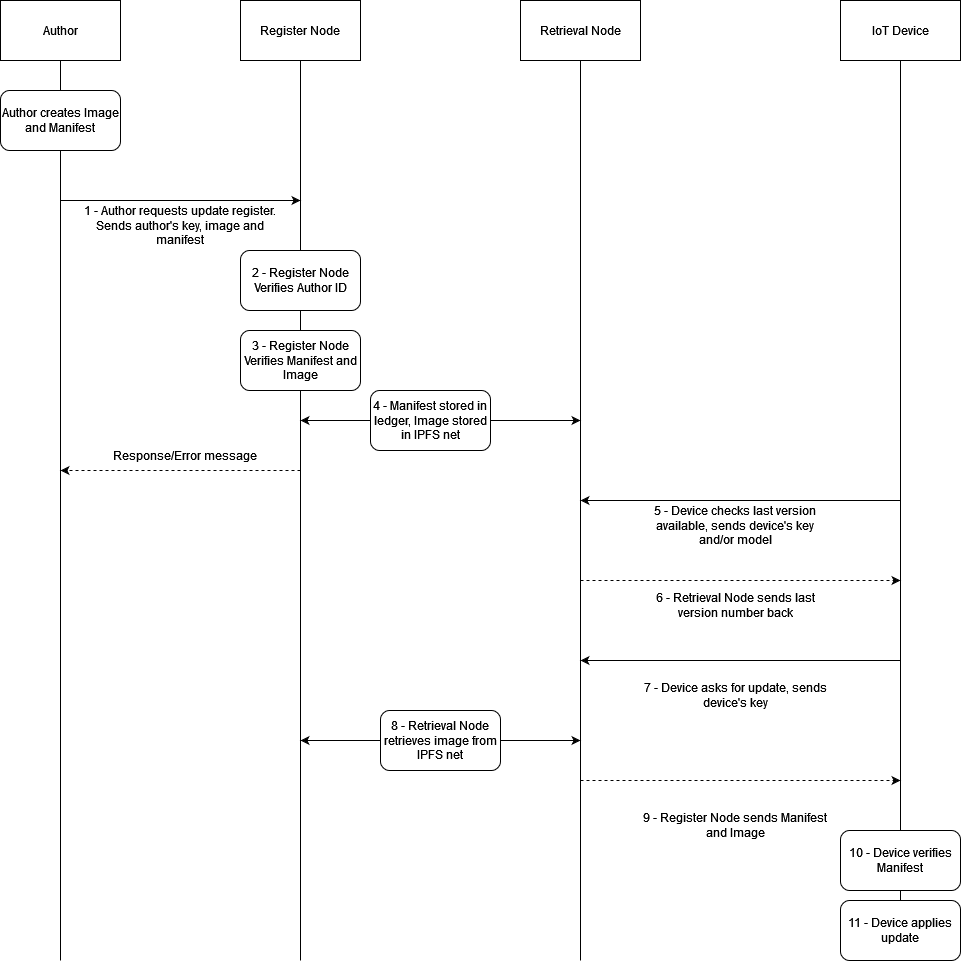 Author
Register Node
Retrieval Node
IoT Device
Author creates Image
and Manifest
1 - Author requests update register.
Sends author's key, image and
manifest
2 - Register Node
Verifies Author ID
3 - Register Node
Verifies Manifest and
Image
4 - Manifest stored in
ledger, Image stored
in IPFS net
Response/Error message
5 - Device checks last version
available, sends device's key
and/or model
6 - Retrieval Node sends last
version number back
7 - Device asks for update, sends
device's key
8 - Retrieval Node
retrieves image from
IPFS net
9 - Register Node sends Manifest
and Image
10 - Device verifies
Manifest
11 - Device applies
update